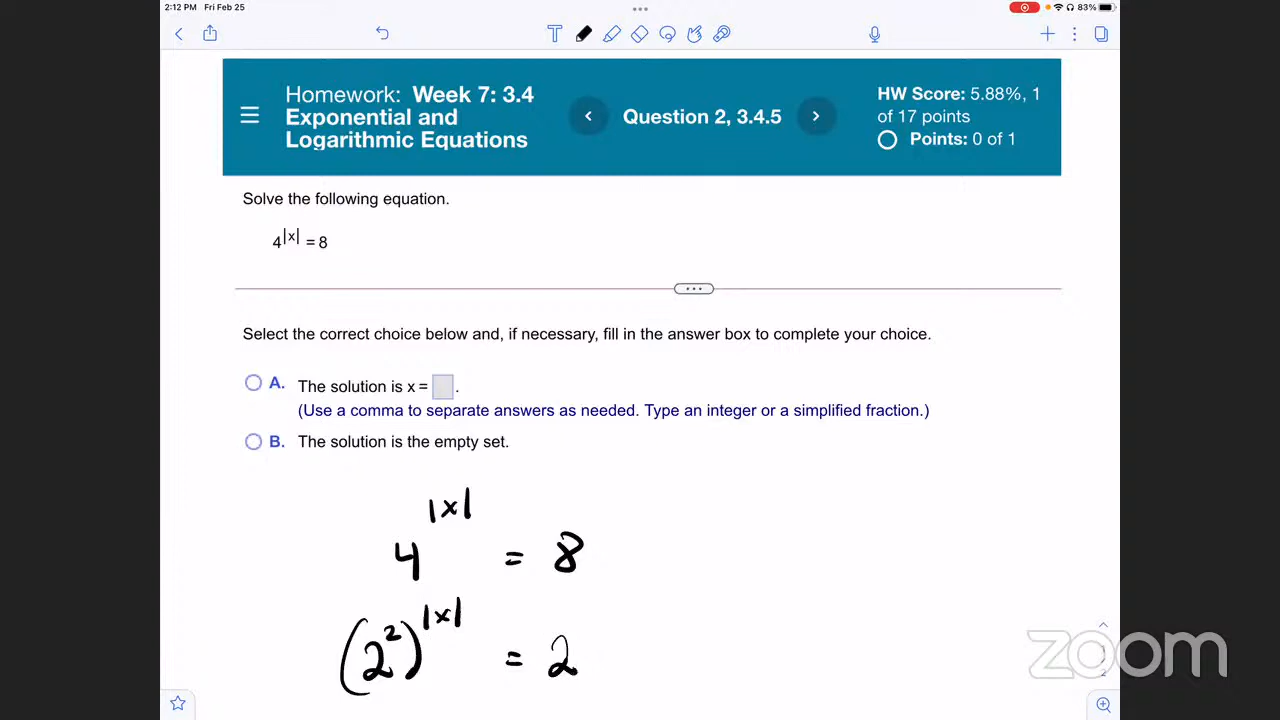 2:12 PM Fri Feb 25
83%
T
Homework: Week 7: 3.4
Exponential and
Logarithmic Equations
Question 2, 3.4.5
HW Score: 5.88%, 1
of 17 points
Points: 0 of 1
Solve the following equation.
4^|x| = 8
Select the correct choice below and, if necessary, fill in the answer box to complete your choice.
A. The solution is x = .
(Use a comma to separate answers as needed. Type an integer or a simplified fraction.)
B. The solution is the empty set.
4^|x| = 8
(2^2)^|x| = 2
zoom